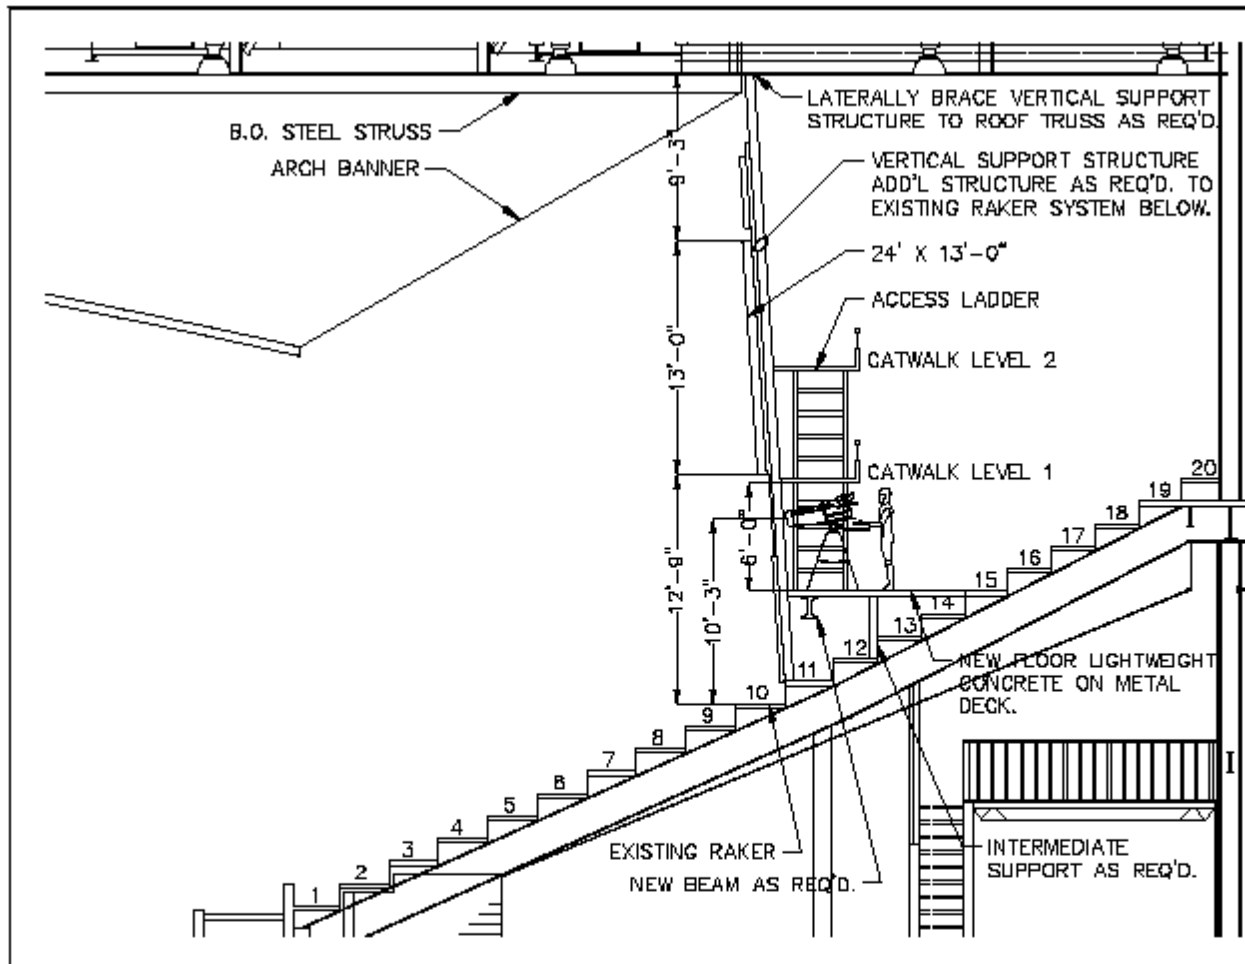 LATERALLY BRACE VERTICAL SUPPORT
STRUCTURE TO ROOF TRUSS AS REQ'D.
B.O. STEEL STRUSS
ARCH BANNER
9'-3"
VERTICAL SUPPORT STRUCTURE
ADD'L STRUCTURE AS REQ'D. TO
EXISTING RAKER SYSTEM BELOW.
24' X 13'-0"
ACCESS LADDER
13'-0"
CATWALK LEVEL 2
CATWALK LEVEL 1
12'-9"
10'-3"
6'-0"
20
19
18
17
16
15
14
13
12
11
10
9
8
7
6
5
4
3
2
1
NEW FLOOR LIGHTWEIGHT
CONCRETE ON METAL
DECK.
EXISTING RAKER
NEW BEAM AS REQ'D.
INTERMEDIATE
SUPPORT AS REQ'D.